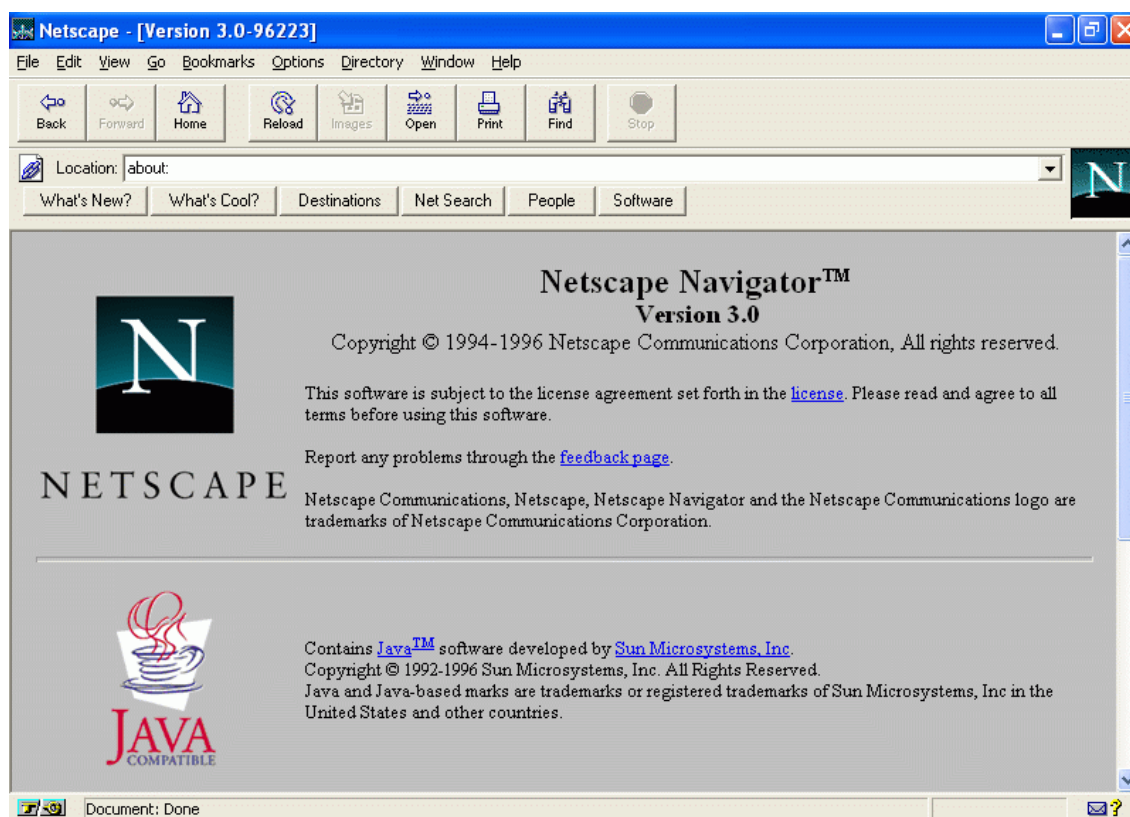 Netscape - [Version 3.0-96223]
File Edit View Go Bookmarks Options Directory Window Help
Back Forward Home Reload Images Open Print Find Stop
Location: about:
What's New? What's Cool? Destinations Net Search People Software
N
Netscape Navigator™
Version 3.0
Copyright © 1994-1996 Netscape Communications Corporation, All rights reserved.
N
NETSCAPE
This software is subject to the license agreement set forth in the license. Please read and agree to all
terms before using this software.
Report any problems through the feedback page.
Netscape Communications, Netscape, Netscape Navigator and the Netscape Communications logo are
trademarks of Netscape Communications Corporation.
JAVA
COMPATIBLE
Contains Java™ software developed by Sun Microsystems, Inc.
Copyright © 1992-1996 Sun Microsystems, Inc. All Rights Reserved.
Java and Java-based marks are trademarks or registered trademarks of Sun Microsystems, Inc in the
United States and other countries.
Document: Done